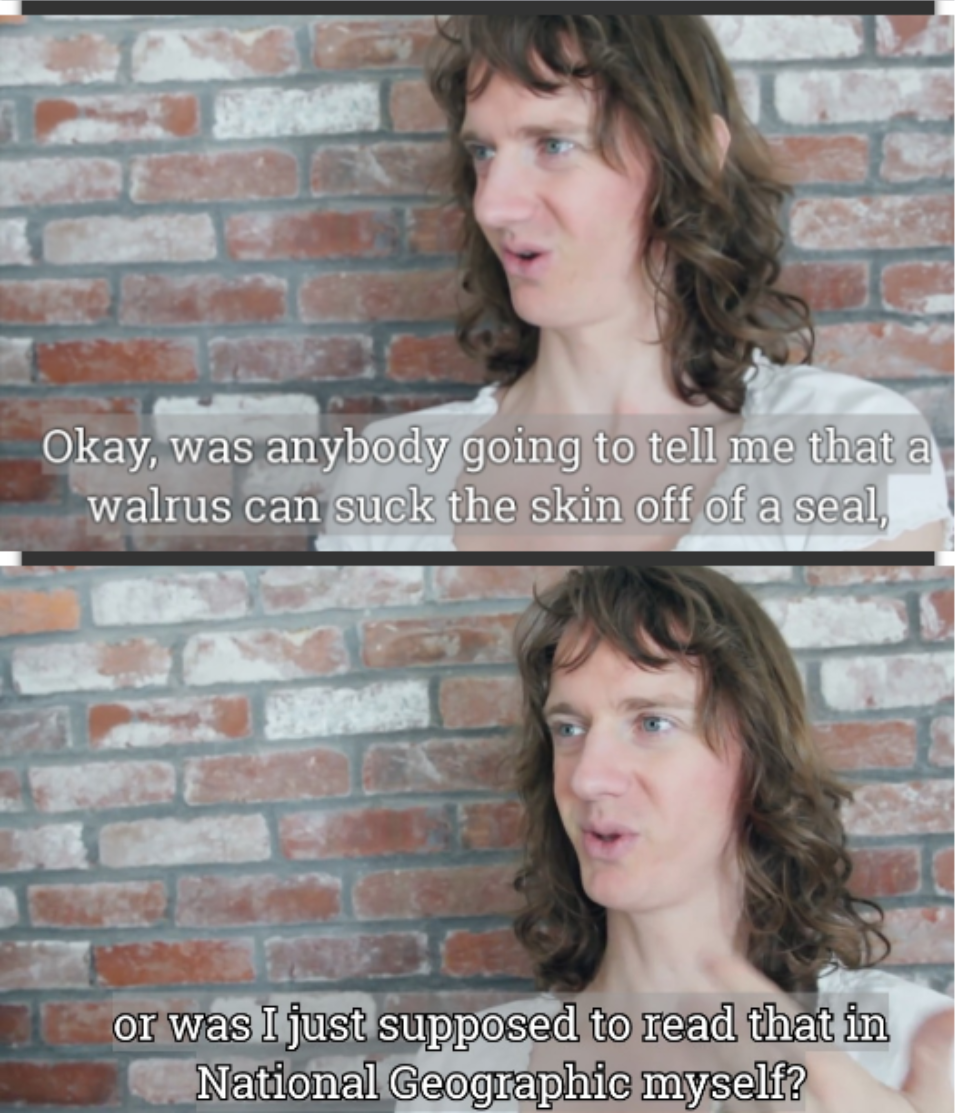 Okay, was anybody going to tell me that a
walrus can suck the skin off of a seal,
or was I just supposed to read that in
National Geographic myself?